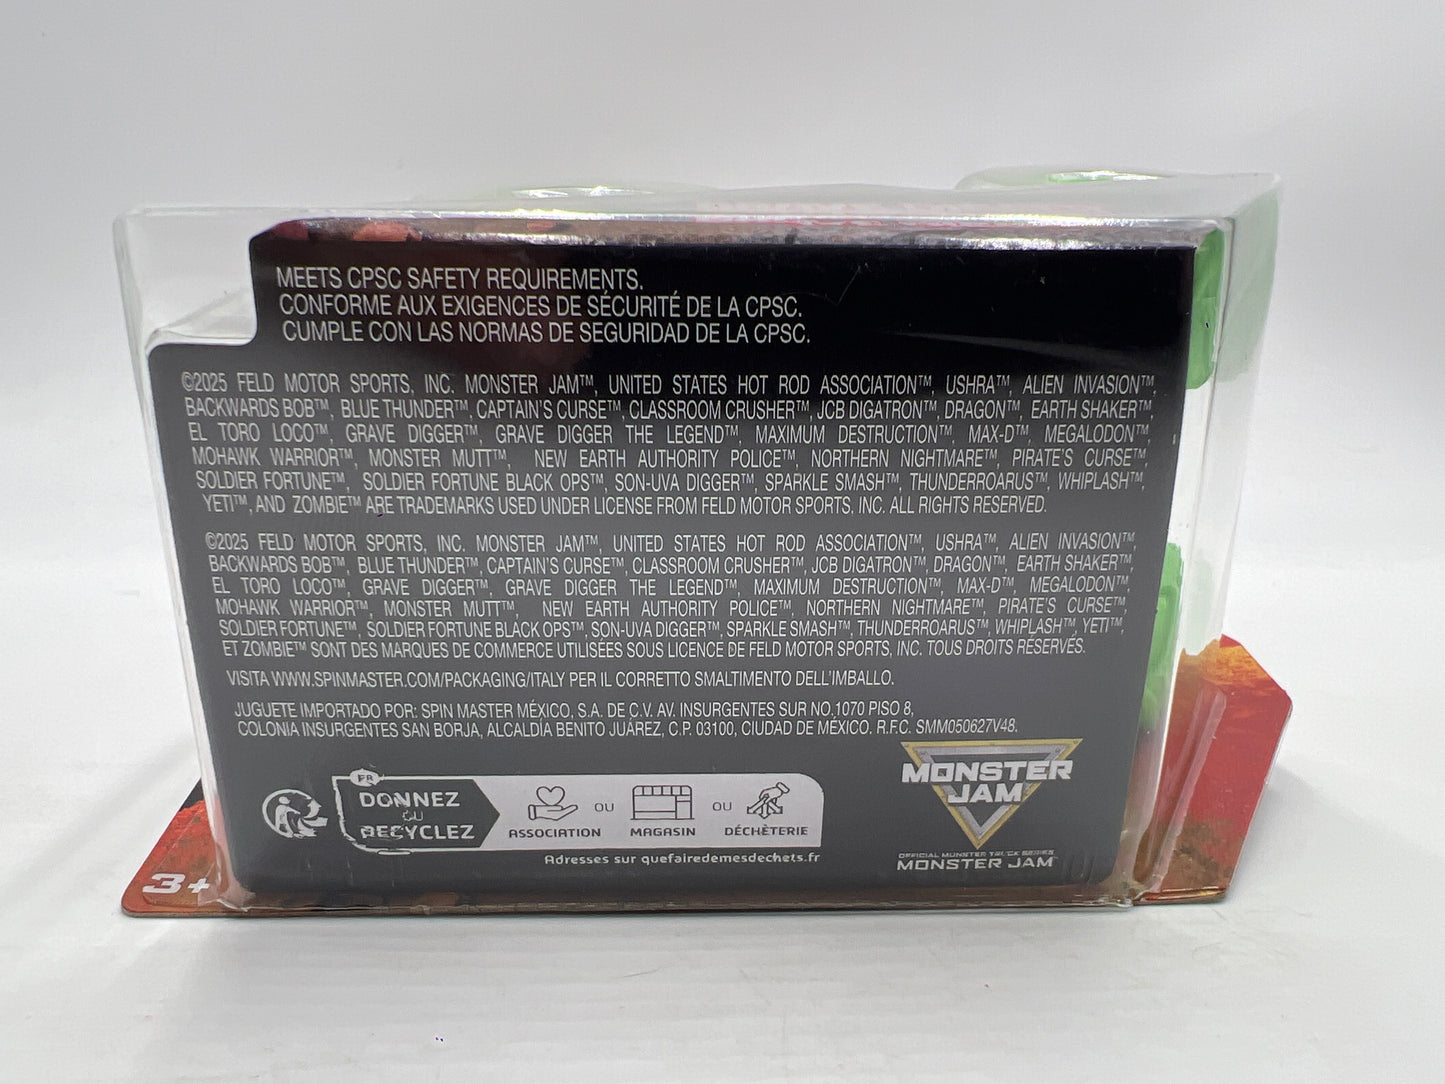 MEETS CPSC SAFETY REQUIREMENTS.
CONFORME AUX EXIGENCES DE SÉCURITÉ DE LA CPSC.
CUMPLE CON LAS NORMAS DE SEGURIDAD DE LA CPSC.
©2025 FELD MOTOR SPORTS, INC. MONSTER JAM™, UNITED STATES HOT ROD ASSOCIATION™, USHRA™, ALIEN INVASION™,
BACKWARDS BOB™, BLUE THUNDER™, CAPTAIN'S CURSE™, CLASSROOM CRUSHER™, JCB DIGATRON™, DRAGON™, EARTH SHAKER™,
EL TORO LOCO™, GRAVE DIGGER™, GRAVE DIGGER THE LEGEND™, MAXIMUM DESTRUCTION™, MAX-D™, MEGALODON™,
MOHAWK WARRIOR™, MONSTER MUTT™, NEW EARTH AUTHORITY POLICE™, NORTHERN NIGHTMARE™, PIRATE'S CURSE™,
SOLDIER FORTUNE™, SOLDIER FORTUNE BLACK OPS™, SON-UVA DIGGER™, SPARKLE SMASH™, THUNDERROARUS™, WHIPLASH™,
YETI™, AND ZOMBIE™ ARE TRADEMARKS USED UNDER LICENSE FROM FELD MOTOR SPORTS, INC. ALL RIGHTS RESERVED.
©2025 FELD MOTOR SPORTS, INC. MONSTER JAM™, UNITED STATES HOT ROD ASSOCIATION™, USHRA™, ALIEN INVASION™,
BACKWARDS BOB™, BLUE THUNDER™, CAPTAIN'S CURSE™, CLASSROOM CRUSHER™, JCB DIGATRON™, DRAGON™, EARTH SHAKER™,
EL TORO LOCO™, GRAVE DIGGER™, GRAVE DIGGER THE LEGEND™, MAXIMUM DESTRUCTION™, MAX-D™, MEGALODON™,
MOHAWK WARRIOR™, MONSTER MUTT™, NEW EARTH AUTHORITY POLICE™, NORTHERN NIGHTMARE™, PIRATE'S CURSE™,
SOLDIER FORTUNE™, SOLDIER FORTUNE BLACK OPS™, SON-UVA DIGGER™, SPARKLE SMASH™, THUNDERROARUS™, WHIPLASH™, YETI™,
ET ZOMBIE™ SONT DES MARQUES DE COMMERCE UTILISÉES SOUS LICENCE DE FELD MOTOR SPORTS, INC. TOUS DROITS RÉSERVÉS.
VISITA WWW.SPINMASTER.COM/PACKAGING/ITALY PER IL CORRETTO SMALTIMENTO DELL'IMBALLO.
JUGUETE IMPORTADO POR: SPIN MASTER MÉXICO, S.A. DE C.V. AV. INSURGENTES SUR NO.1070 PISO 8,
COLONIA INSURGENTES SAN BORJA, ALCALDÍA BENITO JUÁREZ, C.P. 03100, CIUDAD DE MÉXICO. R.F.C. SMM050627V48.
FR
DONNEZ
OU
RECYCLEZ
ASSOCIATION OU MAGASIN OU DÉCHÈTERIE
Adresses sur quefairedemesdechets.fr
MONSTER
JAM
OFFICIAL MONSTER TRUCK SERIES
MONSTER JAM™
3+